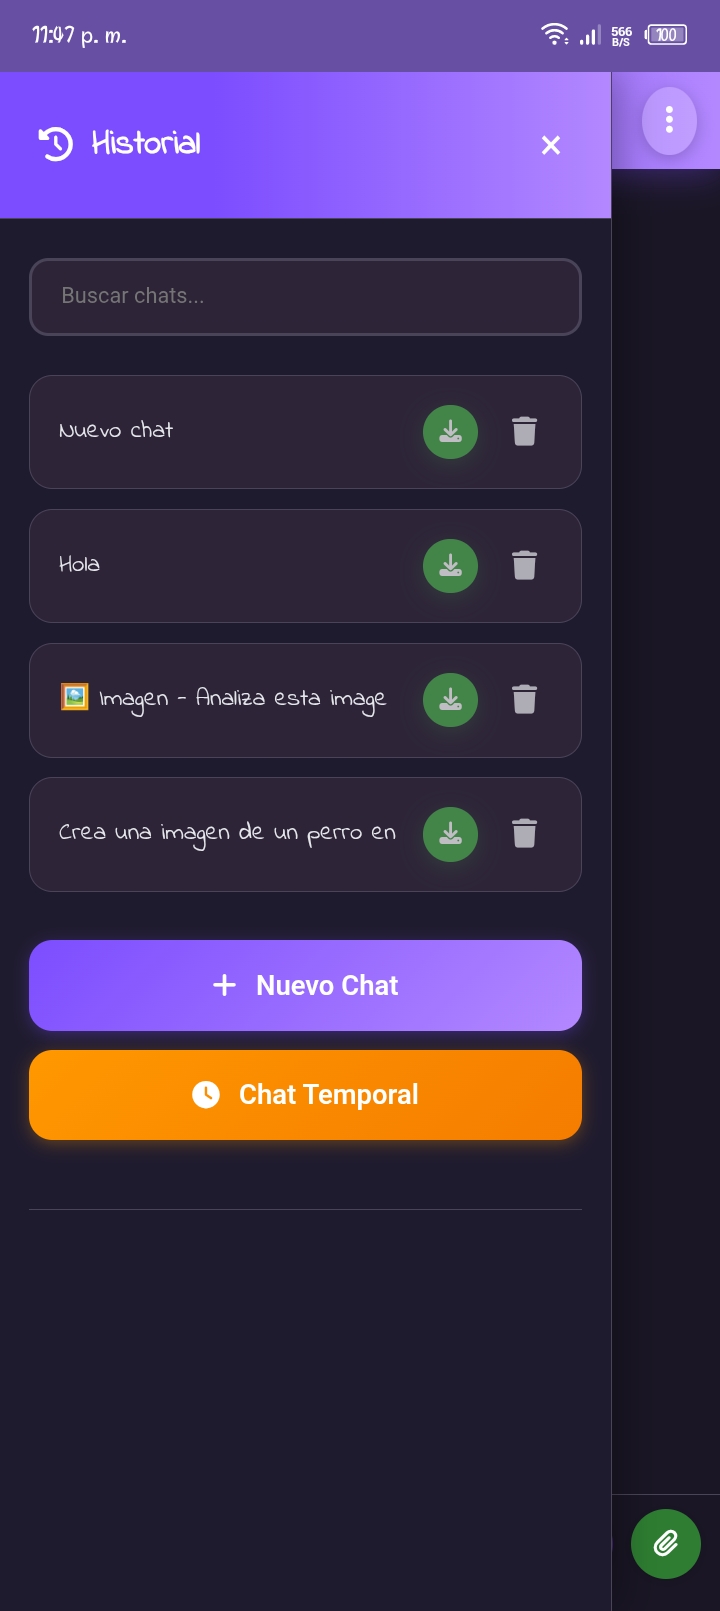 11:47 p. m.
566
B/S
100
Historial
Buscar chats...
Nuevo chat
Hola
🖼️ Imagen - Analiza esta image
Crea una imagen de un perro en
Nuevo Chat
Chat Temporal